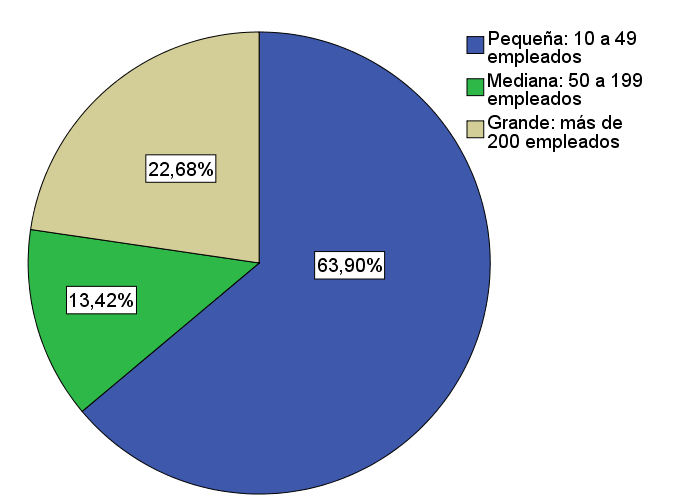 Pequeña: 10 a 49
empleados
Mediana: 50 a 199
empleados
Grande: más de
200 empleados
22,68%
63,90%
13,42%